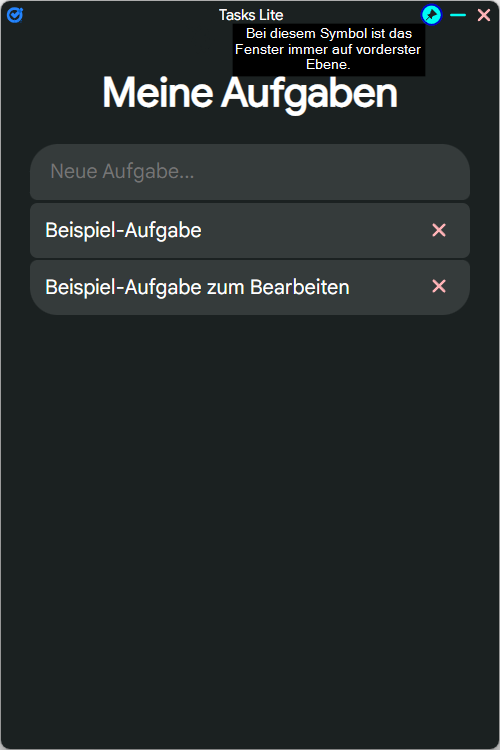 Tasks Lite
Bei diesem Symbol ist das
Fenster immer auf vorderster
Ebene.
Meine Aufgaben
Neue Aufgabe...
Beispiel-Aufgabe
Beispiel-Aufgabe zum Bearbeiten